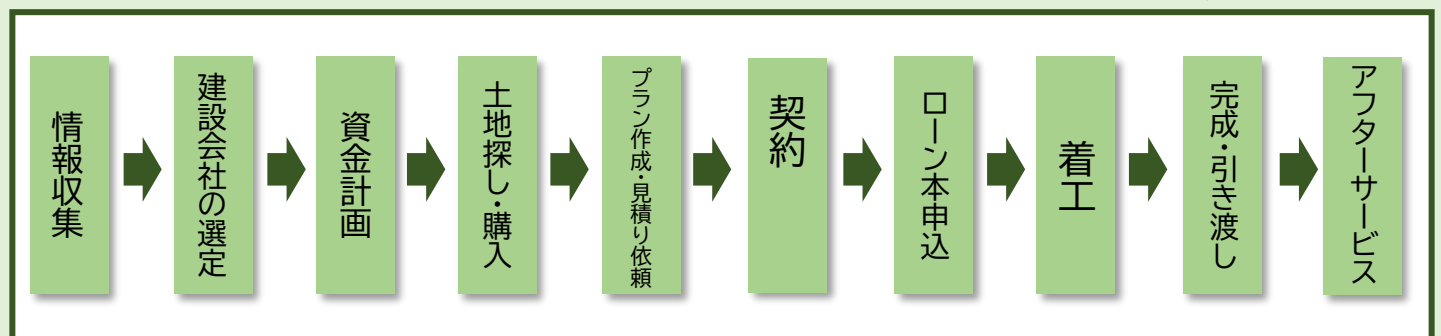 情報収集
建設会社の選定
資金計画
土地探し・購入
プラン作成・見積り依頼
契約
ローン本申込
着工
完成・引き渡し
アフターサービス